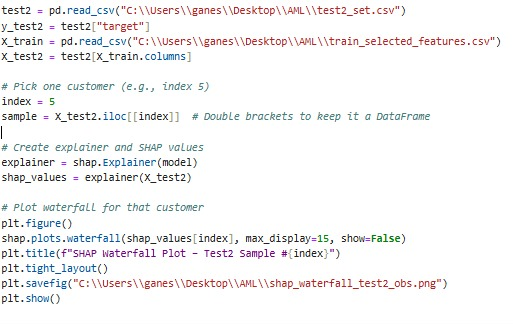 test2 = pd.read_csv("C:\\Users\\ganes\\Desktop\\AML\\test2_set.csv")
y_test2 = test2["target"]
X_train = pd.read_csv("C:\\Users\\ganes\\Desktop\\AML\\train_selected_features.csv")
X_test2 = test2[X_train.columns]

# Pick one customer (e.g., index 5)
index = 5
sample = X_test2.iloc[[index]]  # Double brackets to keep it a DataFrame

# Create explainer and SHAP values
explainer = shap.Explainer(model)
shap_values = explainer(X_test2)

# Plot waterfall for that customer
plt.figure()
shap.plots.waterfall(shap_values[index], max_display=15, show=False)
plt.title(f"SHAP Waterfall Plot – Test2 Sample #{index}")
plt.tight_layout()
plt.savefig("C:\\Users\\ganes\\Desktop\\AML\\shap_waterfall_test2_obs.png")
plt.show()